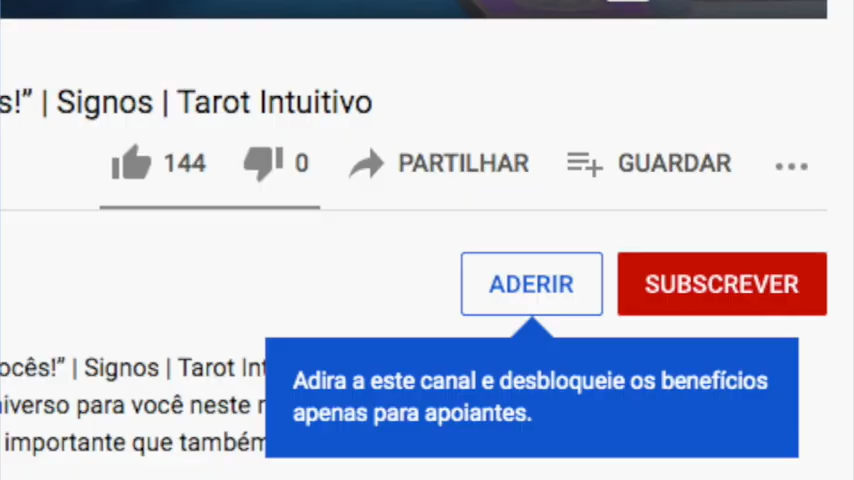 s!” | Signos | Tarot Intuitivo
144 0 PARTILHAR GUARDAR
ADERIR SUBSCREVER
ocês!” | Signos | Tarot Int
Adira a este canal e desbloqueie os benefícios
iverso para você neste
apenas para apoiantes.
importante que também